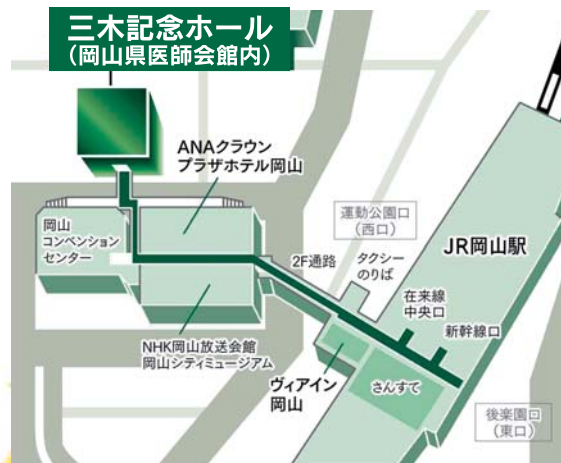 三木記念ホール
（岡山県医師会館内）
ANAクラウン
プラザホテル岡山
岡山
コンベンション
センター
運動公園口
（西口）
JR岡山駅
2F通路
タクシー
のりば
在来線
中央口
新幹線口
NHK岡山放送会館
岡山シティミュージアム
ヴィアイン
岡山
さんすて
後楽園口
（東口）